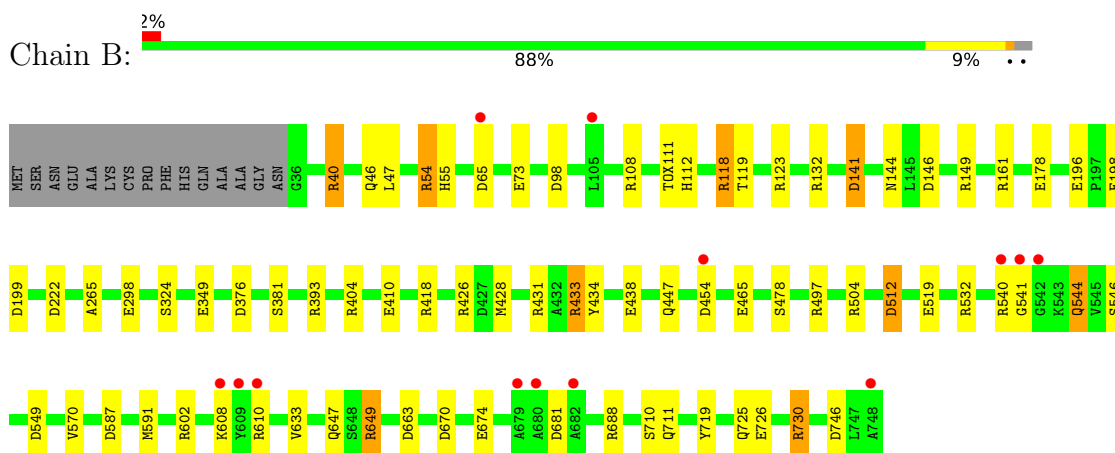 2%
Chain B:
88% 9% • •
MET SER ASN GLU ALA LYS CYS PRO PHE HIS GLN ALA ALA GLY ASN G36 R40 Q46 L47 R54 H55 D65 E73 D98 L105 R108 TOX111 H112 R118 T119 R123 R132 D141 N144 L145 D146 R149 R161 E178 E196 P197 E198
D199 D222 A265 E298 S324 E349 D376 S381 R393 R404 E410 R418 R426 D427 M428 R431 A432 R433 Y434 E438 Q447 D454 E465 S478 R497 R504 D512 E519 R532 R540 G541 G542 K543 Q544 V545 S546
D549 V570 D587 M591 R602 K608 Y609 R610 V633 Q647 S648 R649 D663 D670 E674 A679 A680 D681 A682 R688 S710 Q711 Y719 Q725 E726 R730 D746 L747 A748